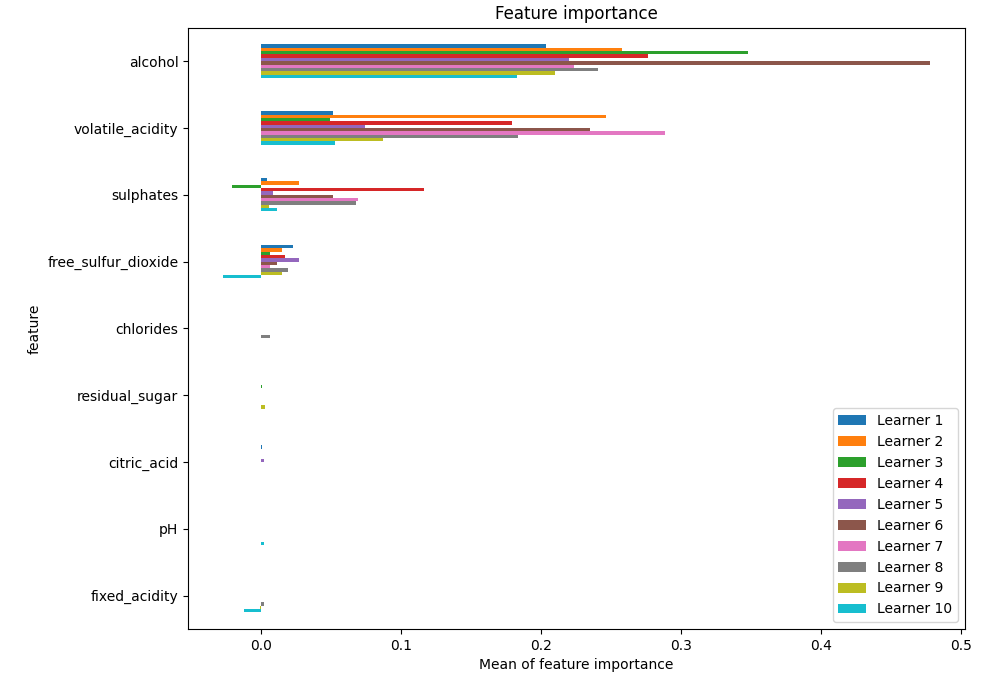 Feature importance
alcohol
volatile_acidity
sulphates
free_sulfur_dioxide
chlorides
residual_sugar
citric_acid
pH
fixed_acidity
feature
Learner 1
Learner 2
Learner 3
Learner 4
Learner 5
Learner 6
Learner 7
Learner 8
Learner 9
Learner 10
0.0 0.1 0.2 0.3 0.4 0.5
Mean of feature importance